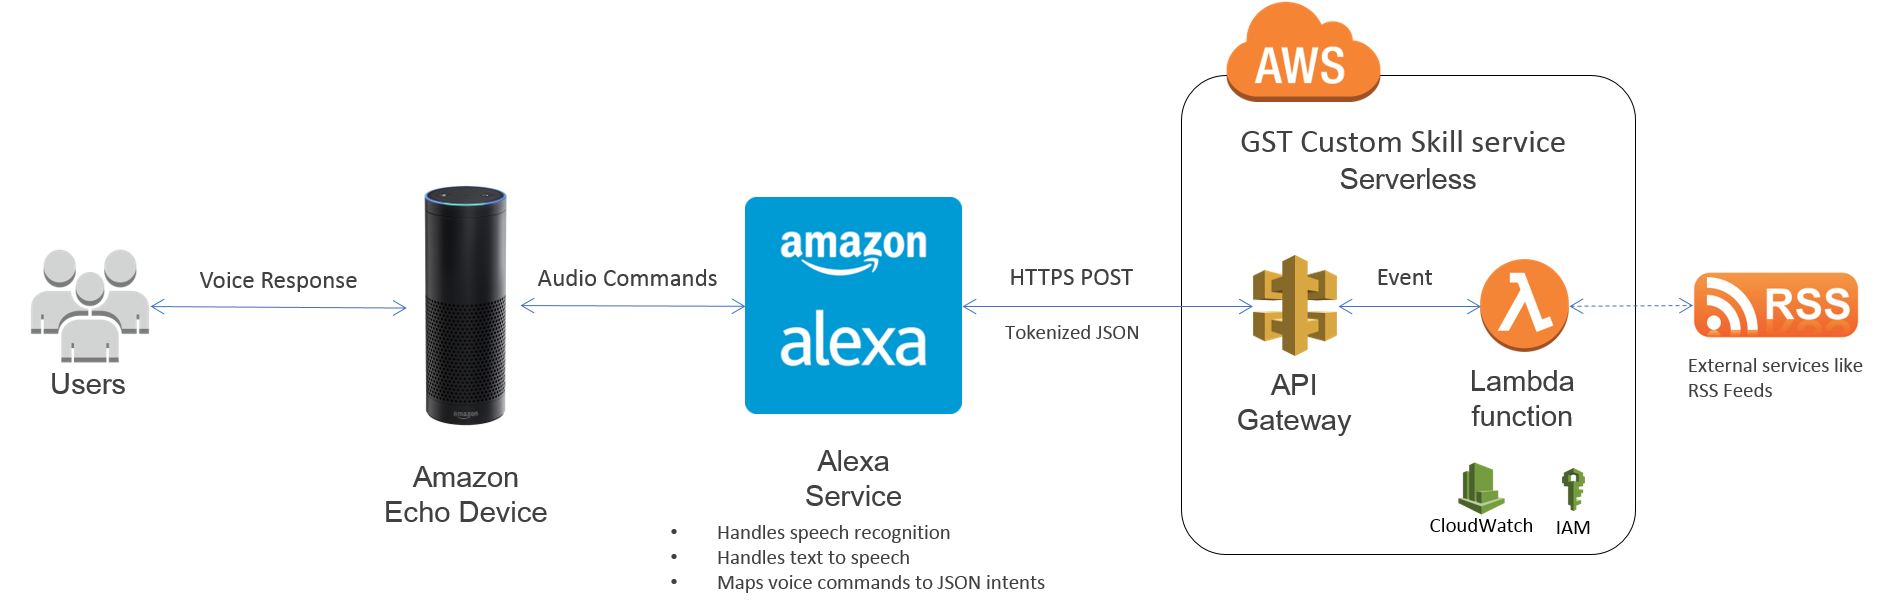 AWS
GST Custom Skill service
Serverless
Voice Response
Users
amazon
Amazon
Echo Device
Audio Commands
amazon
alexa
Alexa
Service
• Handles speech recognition
• Handles text to speech
• Maps voice commands to JSON intents
HTTPS POST
Tokenized JSON
API
Gateway
Event
Lambda
function
CloudWatch
IAM
RSS
External services like
RSS Feeds